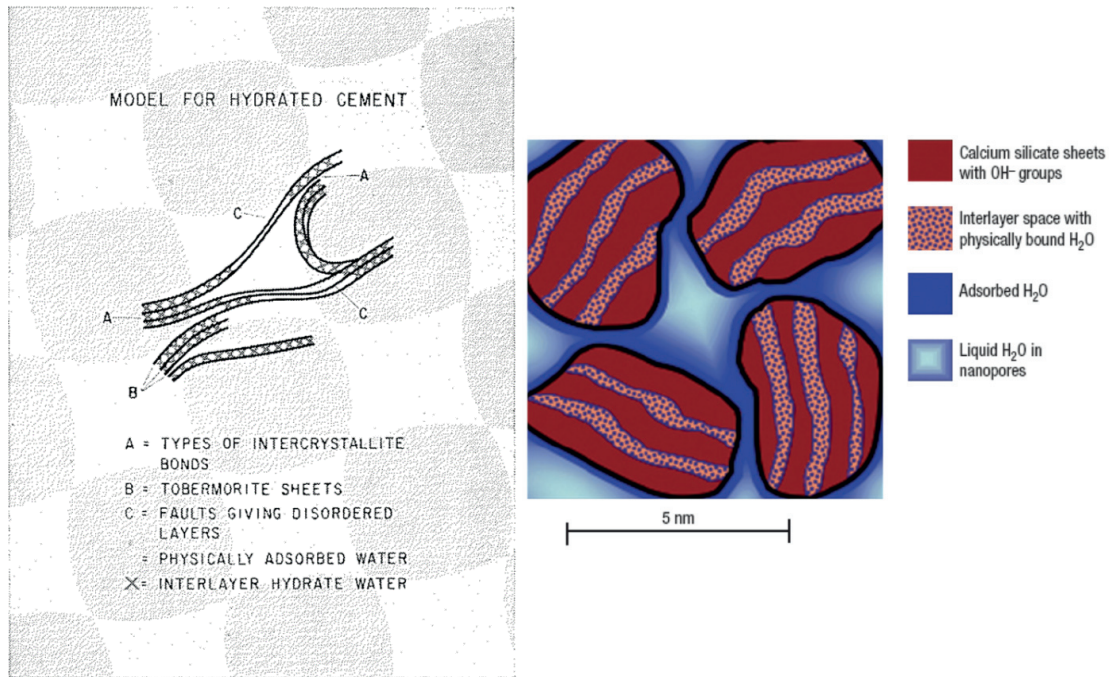 MODEL FOR HYDRATED CEMENT
A
C
A
C
B
A = TYPES OF INTERCRYSTALLITE
BONDS
B = TOBERMORITE SHEETS
C = FAULTS GIVING DISORDERED
LAYERS
= PHYSICALLY ADSORBED WATER
X= INTERLAYER HYDRATE WATER
Calcium silicate sheets
with OH– groups
Interlayer space with
physically bound H₂O
Adsorbed H₂O
Liquid H₂O in
nanopores
5 nm